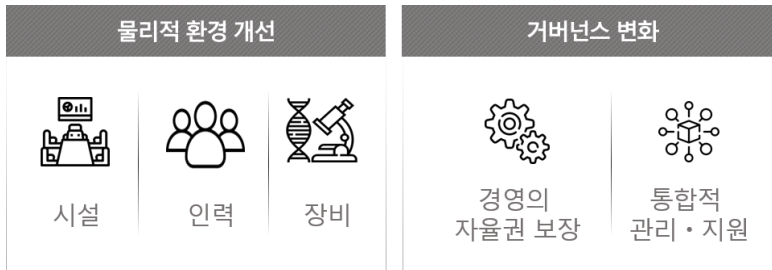 물리적 환경 개선
시설
인력
장비
거버넌스 변화
경영의
자율권 보장
통합적
관리・지원